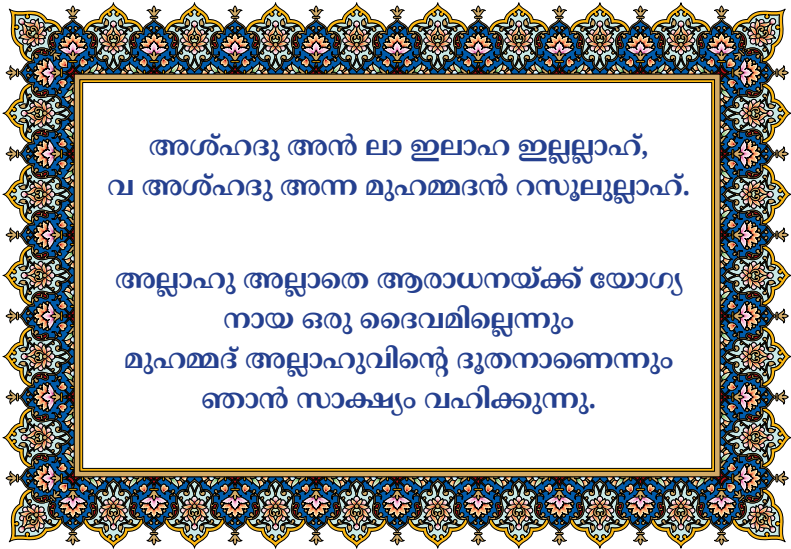 അശ്ഹദു അൻ ലാ ഇലാഹ ഇല്ലല്ലാഹ്,
വ അശ്ഹദു അന്ന മുഹമ്മദൻ റസൂലുല്ലാഹ്.
അല്ലാഹു അല്ലാതെ ആരാധനയ്ക്ക് യോഗ്യ
നായ ഒരു ദൈവമില്ലെന്നും
മുഹമ്മദ് അല്ലാഹുവിന്റെ ദൂതനാണെന്നും
ഞാൻ സാക്ഷ്യം വഹിക്കുന്നു.